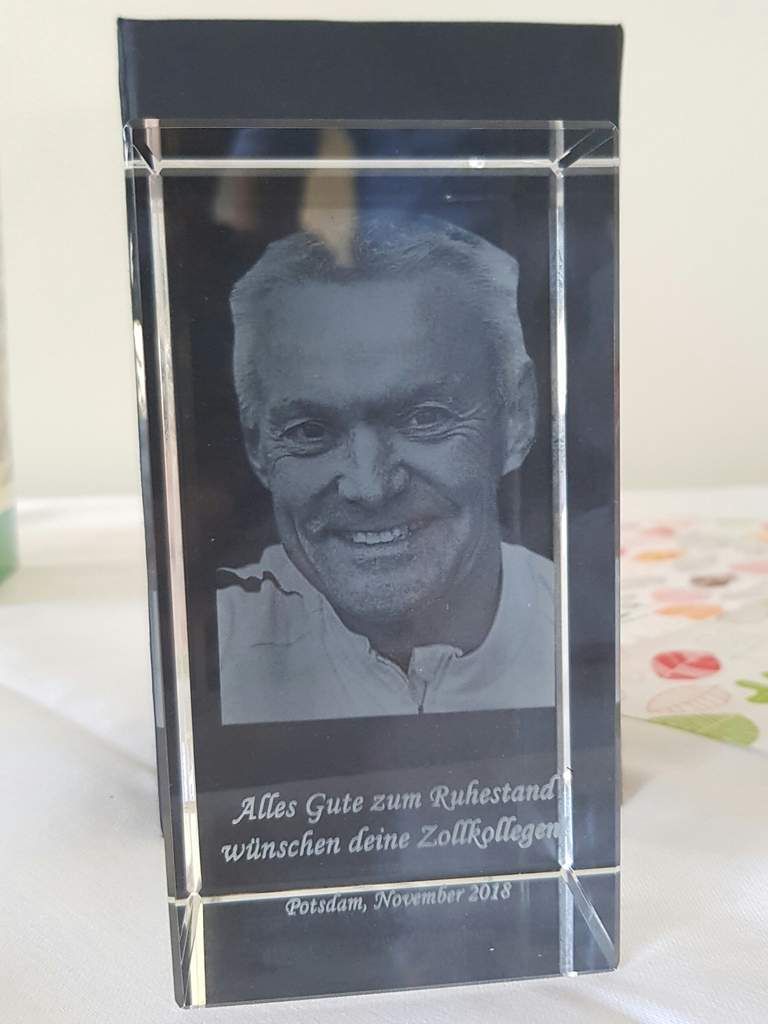 Alles Gute zum Ruhestand
wünschen deine Zollkollegen
Potsdam, November 2018